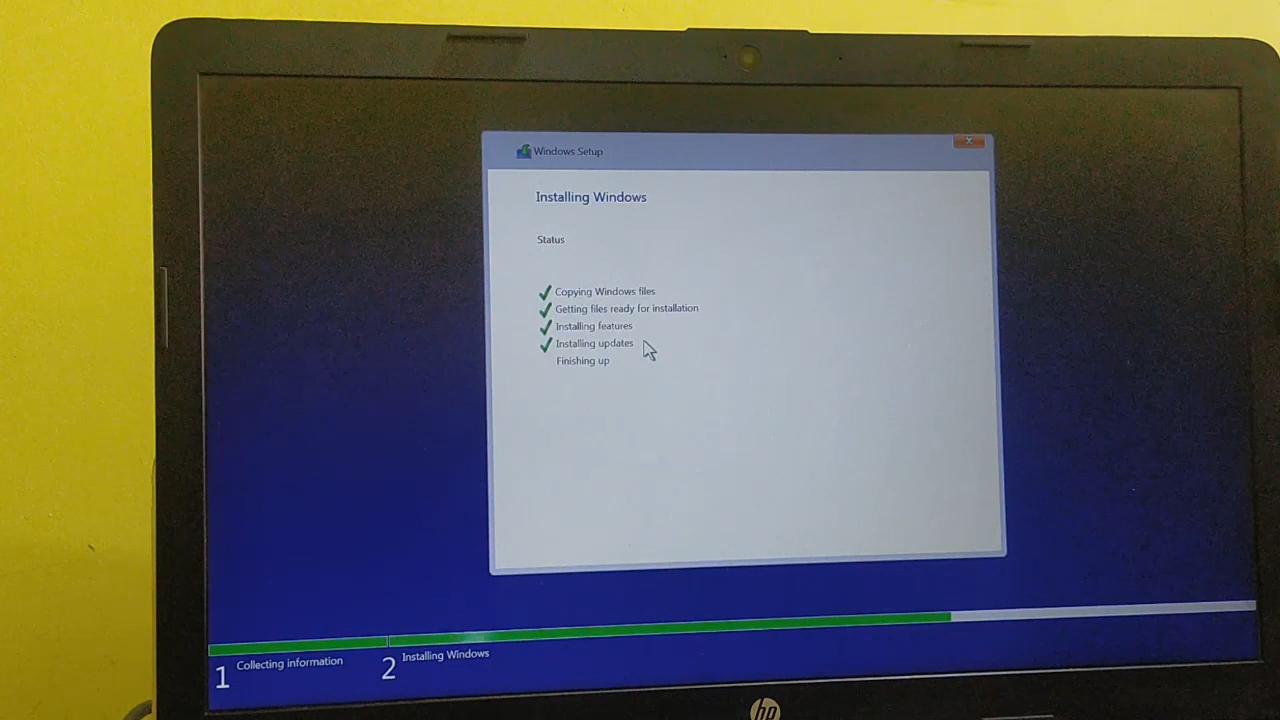 Windows Setup
Installing Windows
Status
Copying Windows files
Getting files ready for installation
Installing features
Installing updates
Finishing up
1 Collecting information
2 Installing Windows
hp